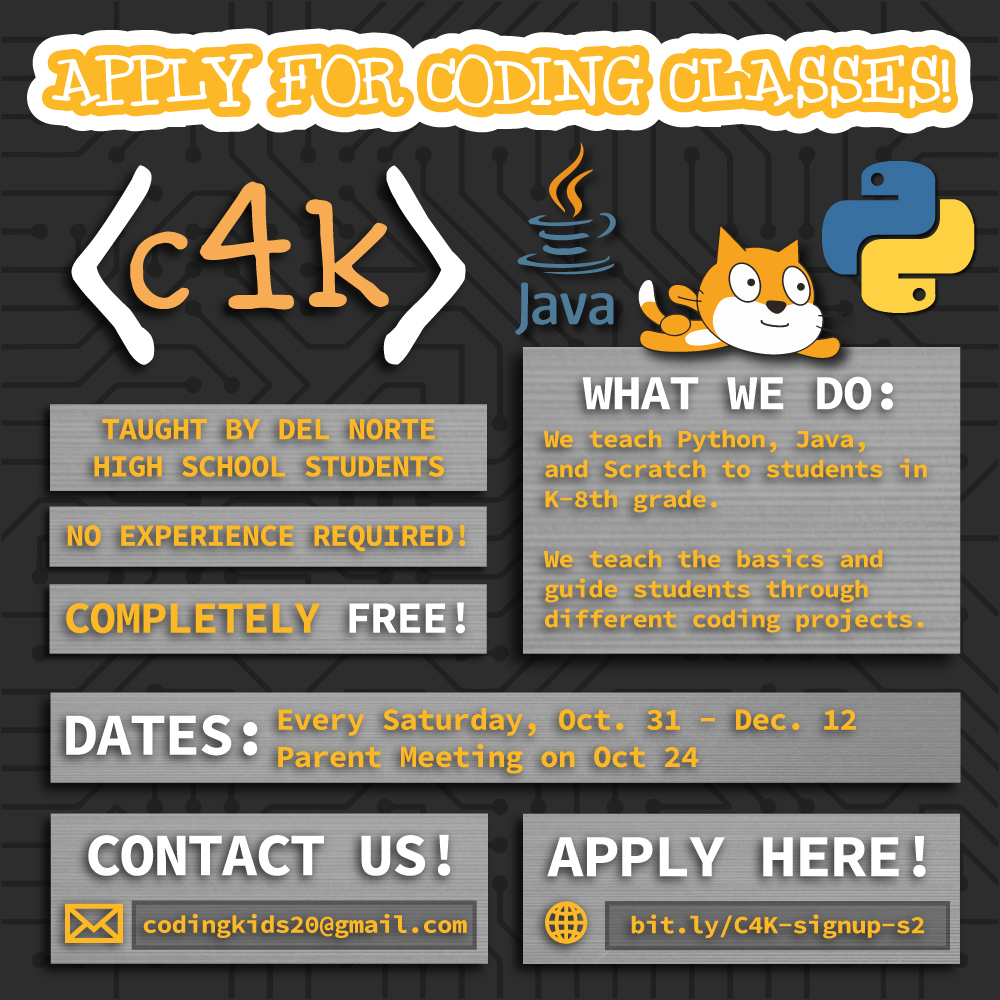 APPLY FOR CODING CLASSES!
<c4k>
Java
TAUGHT BY DEL NORTE
HIGH SCHOOL STUDENTS
NO EXPERIENCE REQUIRED!
COMPLETELY FREE!
WHAT WE DO:
We teach Python, Java,
and Scratch to students in
K-8th grade.
We teach the basics and
guide students through
different coding projects.
DATES:
Every Saturday, Oct. 31 - Dec. 12
Parent Meeting on Oct 24
CONTACT US!
codingkids20@gmail.com
APPLY HERE!
bit.ly/C4K-signup-s2